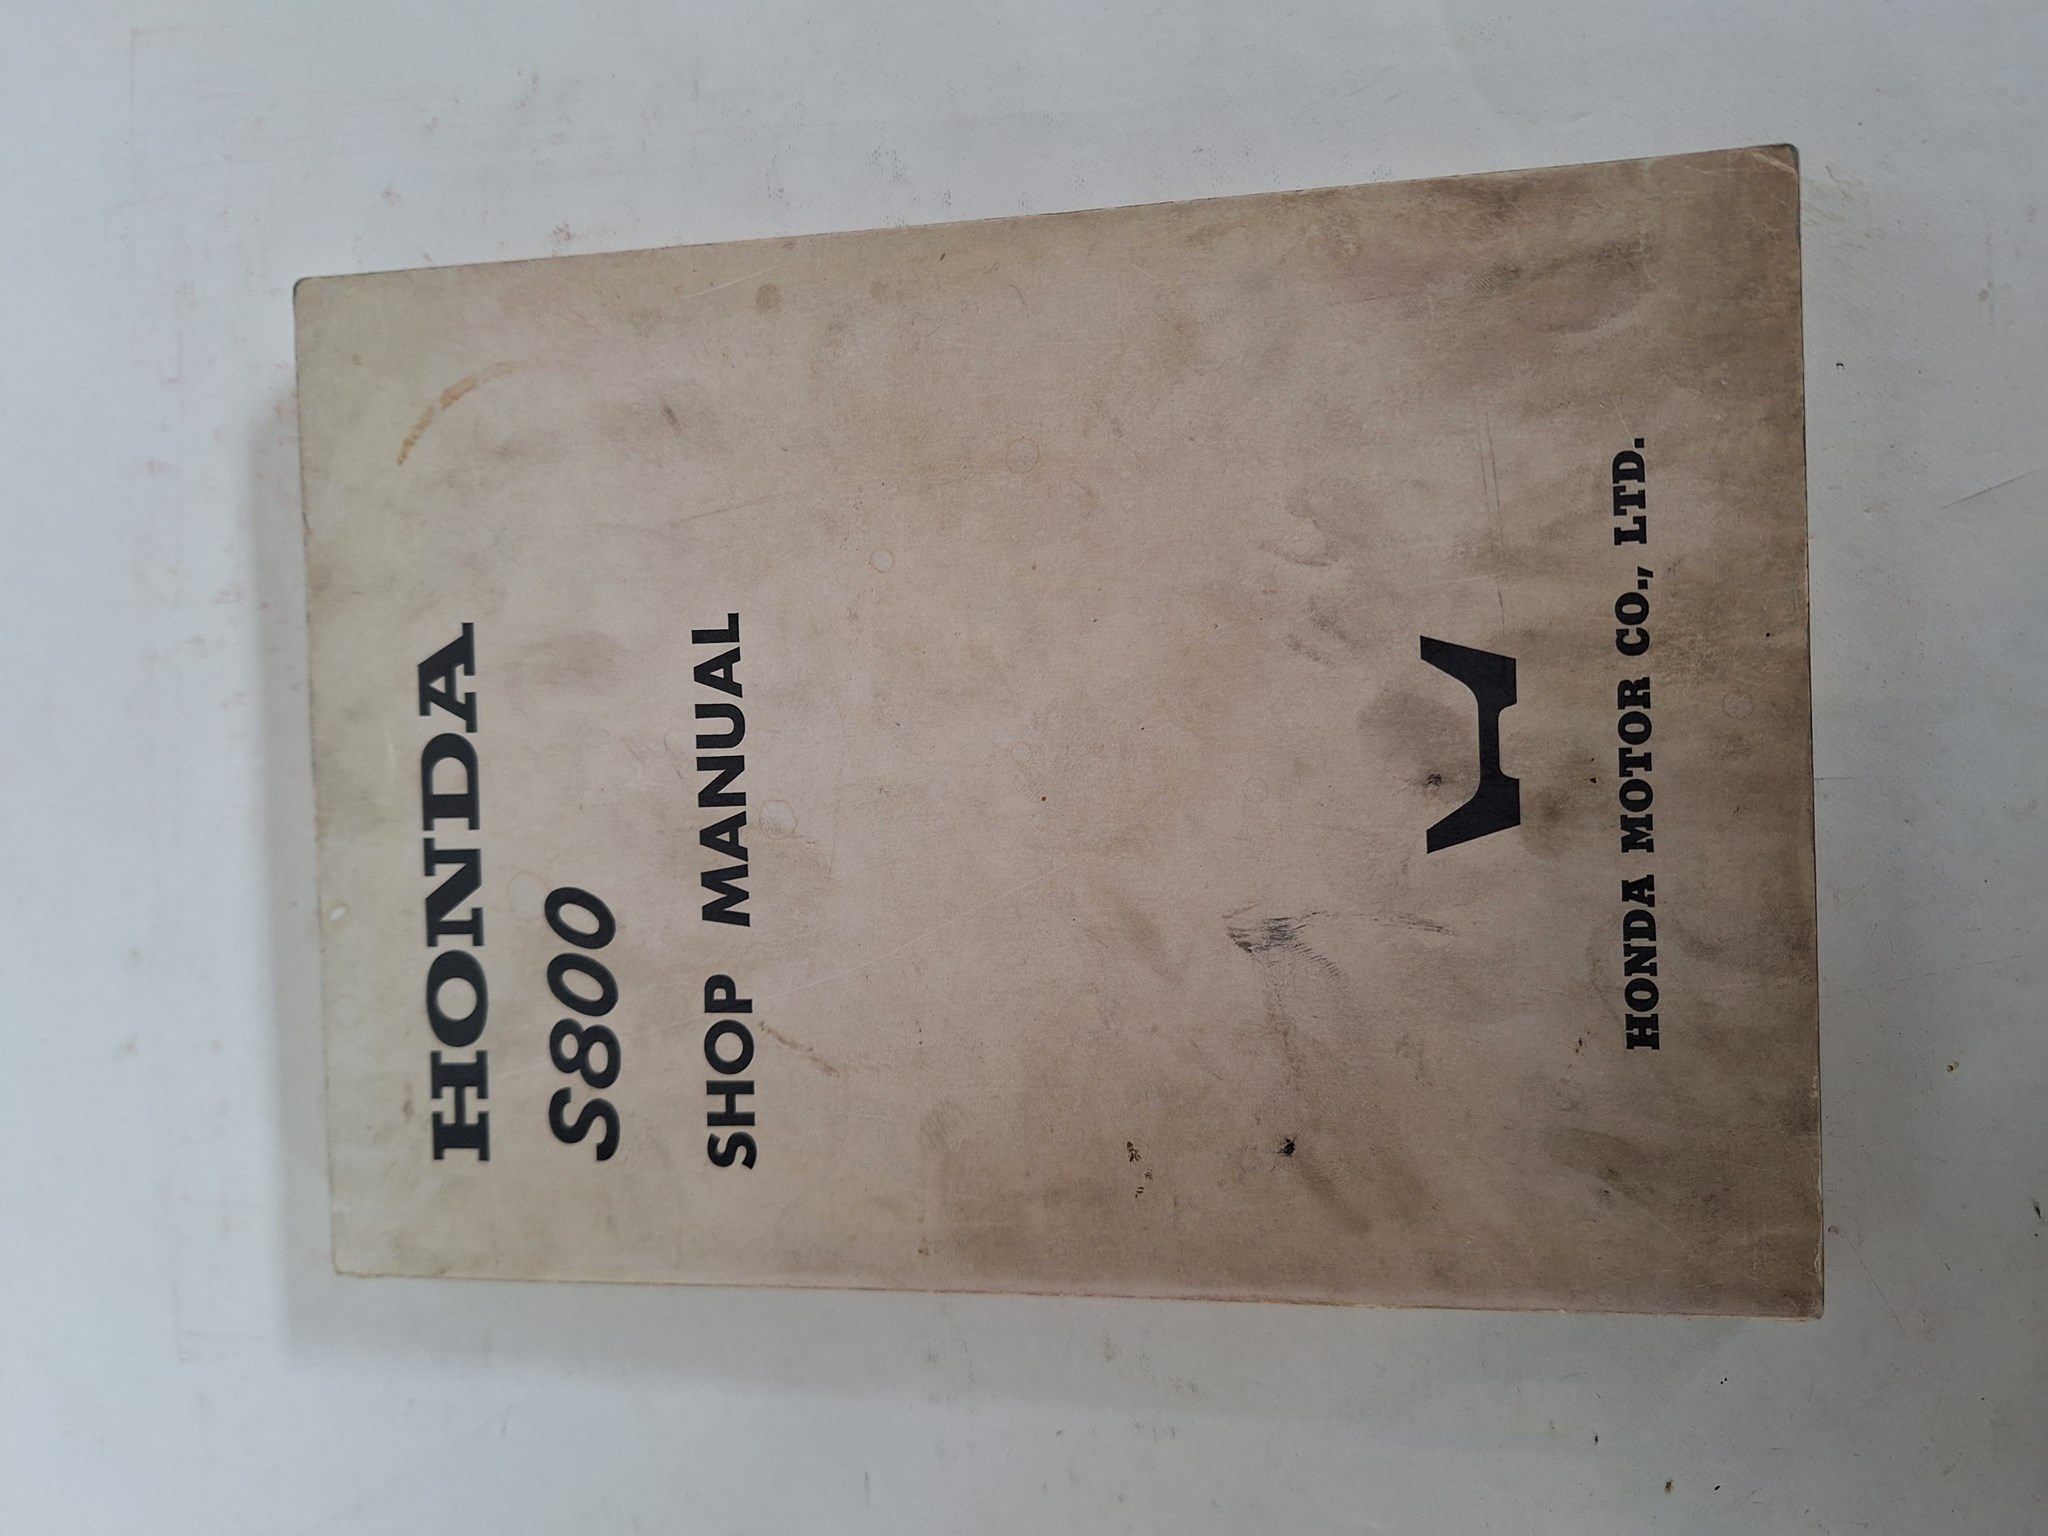 HONDA
S800
SHOP MANUAL
HONDA MOTOR CO., LTD.